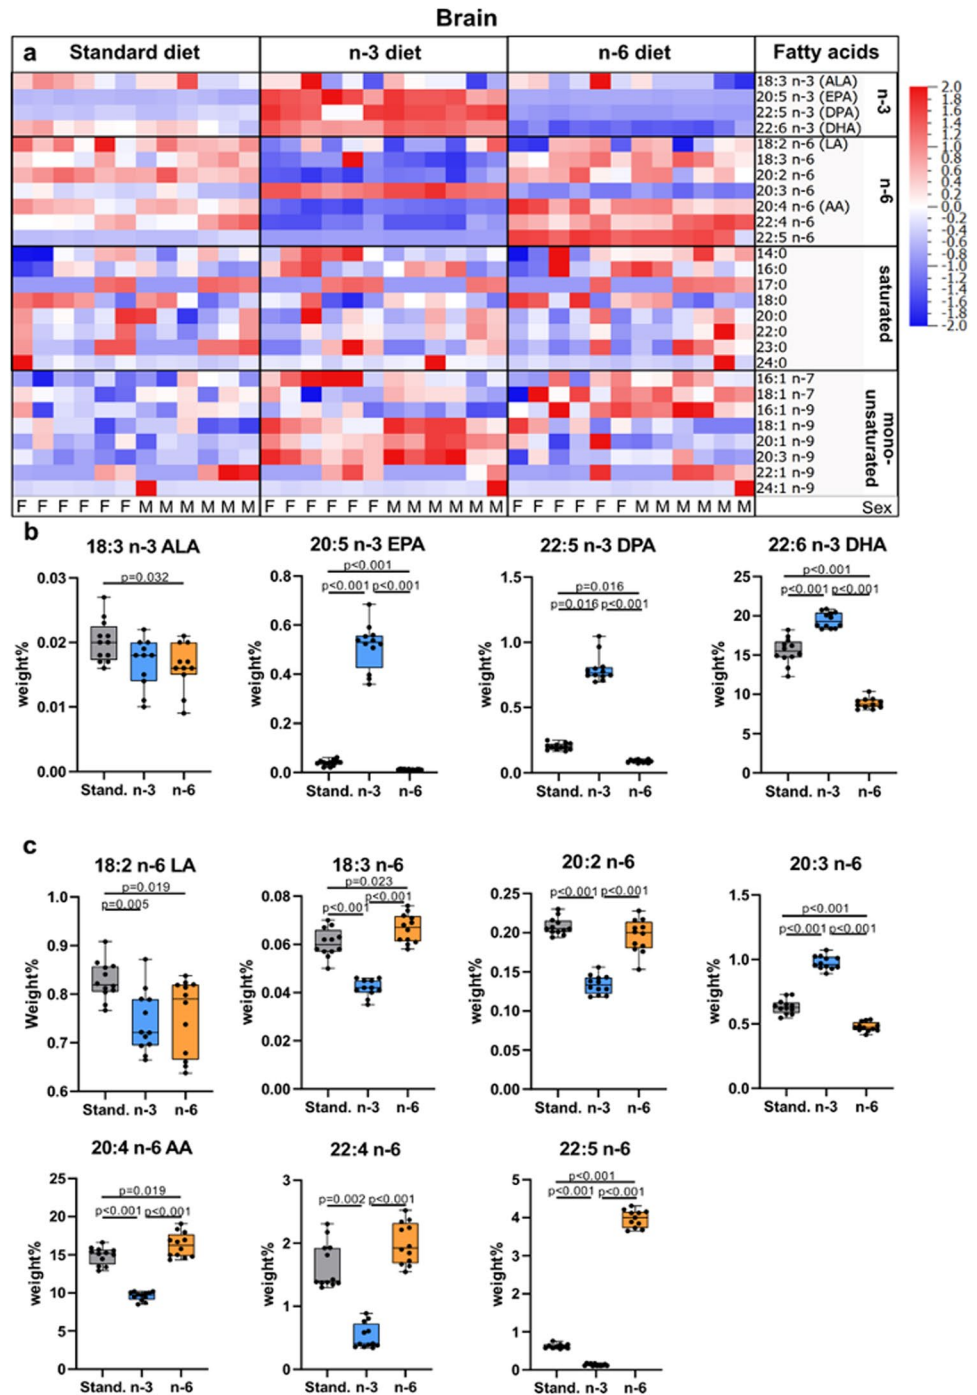 Brain
a Standard diet n-3 diet n-6 diet Fatty acids
18:3 n-3 (ALA)
20:5 n-3 (EPA)
22:5 n-3 (DPA)
22:6 n-3 (DHA)
n-3
18:2 n-6 (LA)
18:3 n-6
20:2 n-6
20:3 n-6
20:4 n-6 (AA)
22:4 n-6
22:5 n-6
n-6
14:0
16:0
17:0
18:0
20:0
22:0
23:0
24:0
saturated
16:1 n-7
18:1 n-7
16:1 n-9
18:1 n-9
20:1 n-9
20:3 n-9
22:1 n-9
24:1 n-9
mono-
unsaturated
F F F F F F M M M M M M F F F F F M M M M M M M F F F F F F M M M M M M Sex
2.0
1.8
1.6
1.4
1.2
1.0
0.8
0.6
0.4
0.2
0.0
-0.2
-0.4
-0.6
-0.8
-1.0
-1.2
-1.4
-1.6
-1.8
-2.0
b
18:3 n-3 ALA
p=0.032
weight%
0.03
0.02
0.01
0.00
Stand. n-3 n-6
20:5 n-3 EPA
p<0.001
p<0.001 p<0.001
weight%
0.8
0.6
0.4
0.2
0.0
Stand. n-3 n-6
22:5 n-3 DPA
p=0.016
p=0.016 p<0.001
weight%
1.5
1.0
0.5
0.0
Stand. n-3 n-6
22:6 n-3 DHA
p<0.001
p<0.001 p<0.001
weight%
25
20
15
10
5
0
Stand. n-3 n-6
c
18:2 n-6 LA
p=0.019
p=0.005
Weight%
1.0
0.9
0.8
0.7
0.6
Stand. n-3 n-6
18:3 n-6
p=0.023
p<0.001
p<0.001
weight%
0.08
0.06
0.04
0.02
0.00
Stand. n-3 n-6
20:2 n-6
p<0.001 p<0.001
weight%
0.25
0.20
0.15
0.10
0.05
0.00
Stand. n-3 n-6
20:3 n-6
p<0.001
p<0.001 p<0.001
weight%
1.5
1.0
0.5
0.0
Stand. n-3 n-6
20:4 n-6 AA
p=0.019
p<0.001 p<0.001
weight%
25
20
15
10
5
0
Stand. n-3 n-6
22:4 n-6
p=0.002 p<0.001
weight%
3
2
1
0
Stand. n-3 n-6
22:5 n-6
p<0.001
p<0.001 p<0.001
weight%
5
4
3
2
1
0
Stand. n-3 n-6